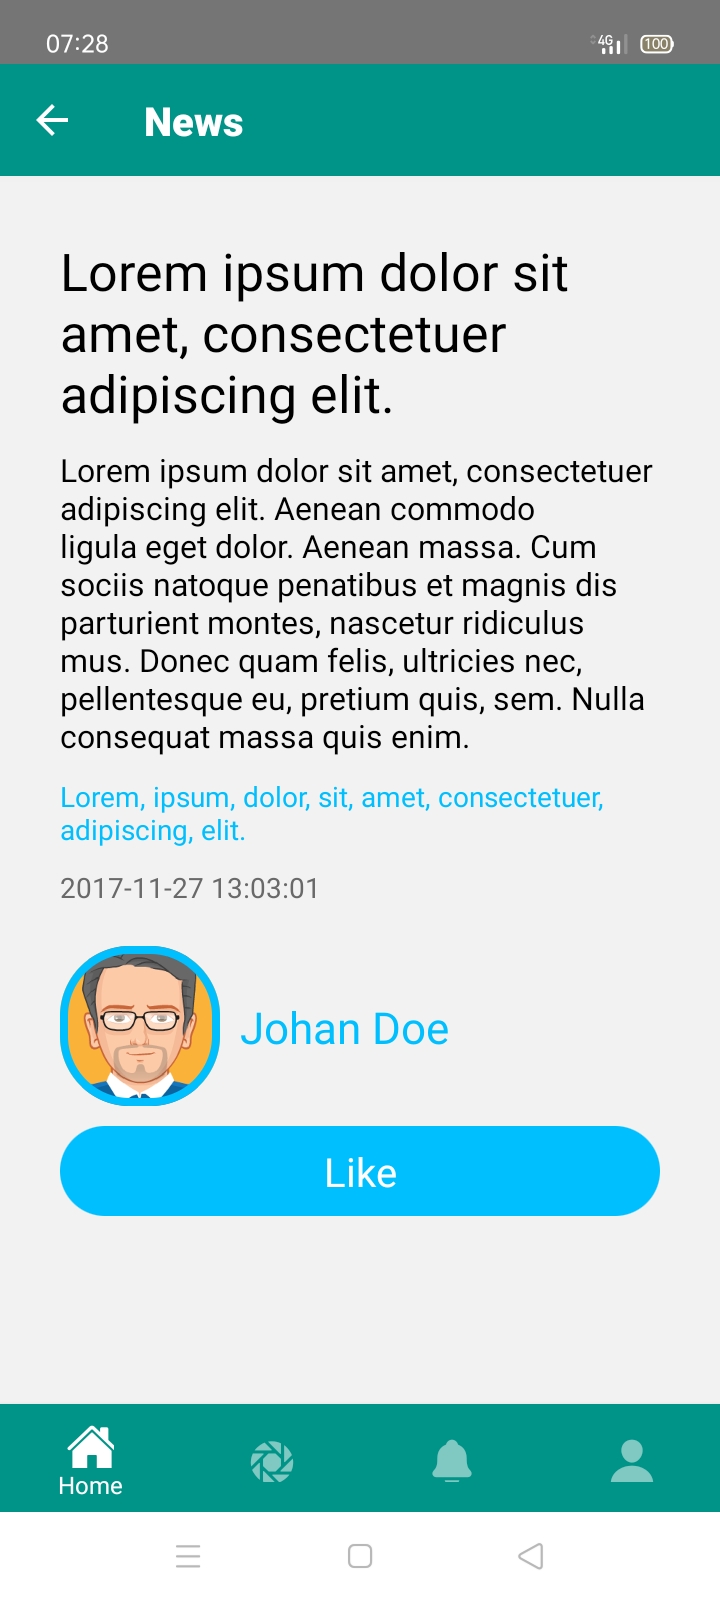 07:28
4G
100
News
Lorem ipsum dolor sit
amet, consectetuer
adipiscing elit.
Lorem ipsum dolor sit amet, consectetuer
adipiscing elit. Aenean commodo
ligula eget dolor. Aenean massa. Cum
sociis natoque penatibus et magnis dis
parturient montes, nascetur ridiculus
mus. Donec quam felis, ultricies nec,
pellentesque eu, pretium quis, sem. Nulla
consequat massa quis enim.
Lorem, ipsum, dolor, sit, amet, consectetuer,
adipiscing, elit.
2017-11-27 13:03:01
Johan Doe
Like
Home